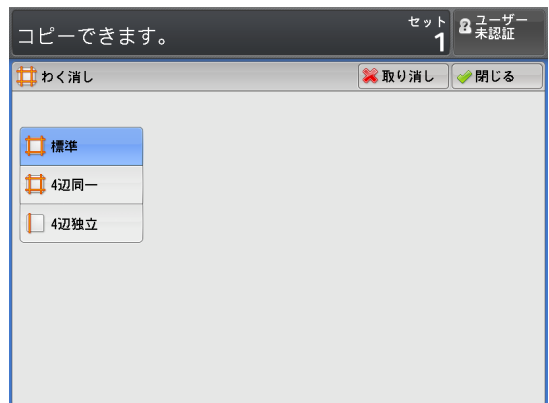 コピーできます。
セット
1
ユーザー
未認証
わく消し
取り消し
閉じる
標準
4辺同一
4辺独立